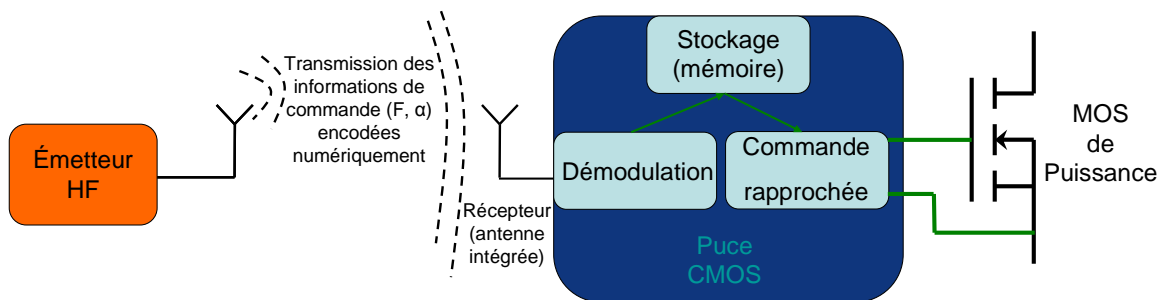 Émetteur
HF
Transmission des
informations de
commande (F, α)
encodées
numériquement
Récepteur
(antenne
intégrée)
Stockage
(mémoire)
Démodulation
Commande
rapprochée
Puce
CMOS
MOS
de
Puissance